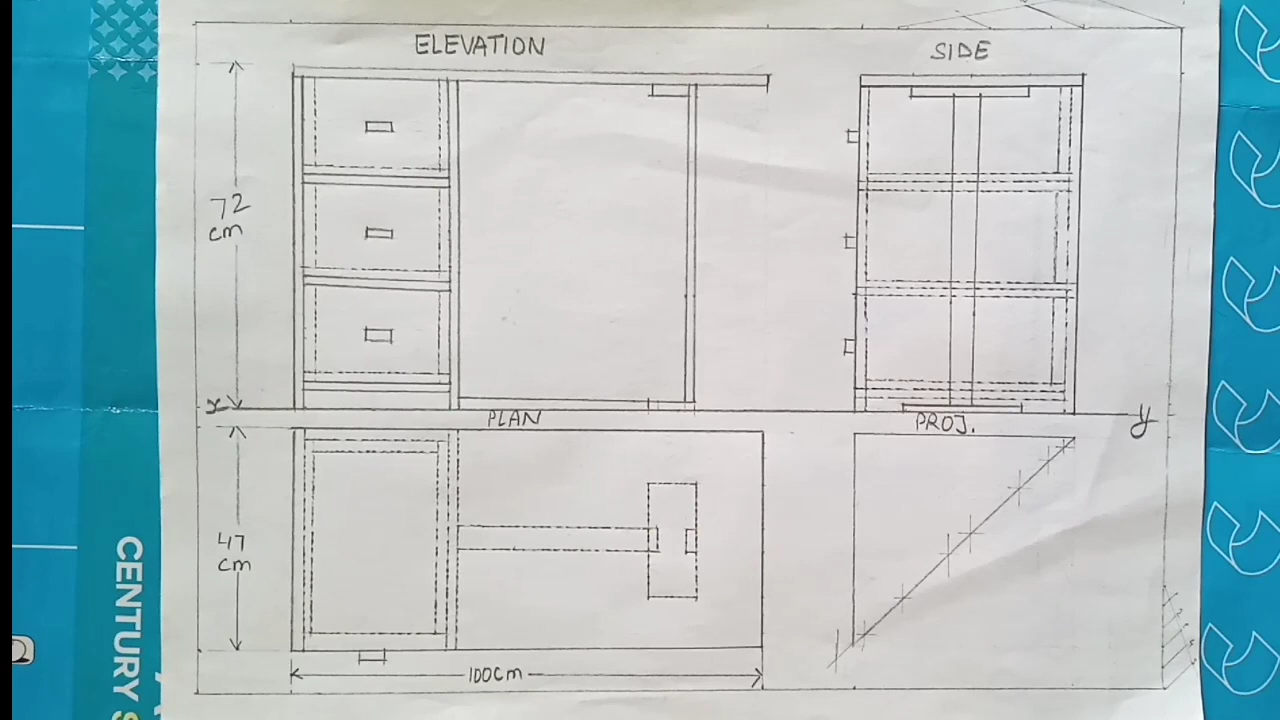 ELEVATION
SIDE
72
cm
x
y
PLAN
PROJ.
47
cm
100cm
CENTURY